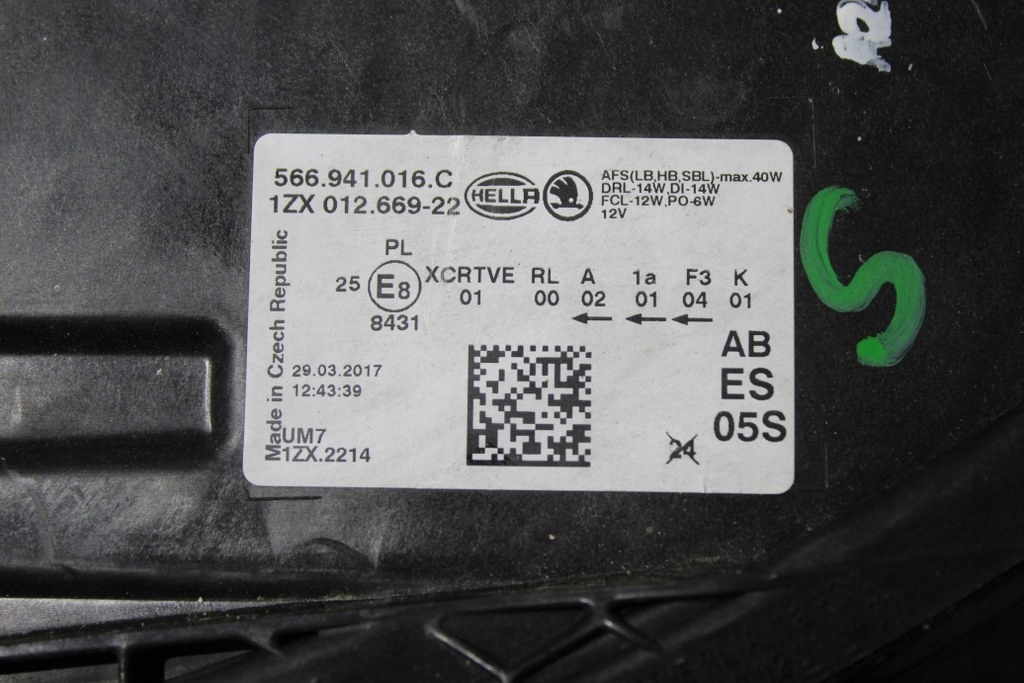 566.941.016.C
1ZX 012.669-22
HELLA
AFS(LB,HB,SBL)-max.40W
DRL-14W,DI-14W
FCL-12W,PO-6W
12V
Made in Czech Republic
PL
25 E8 XCRTVE RL A 1a F3 K
01 00 02 01 04 01
8431
AB
ES
05S
29.03.2017
12:43:39
UM7
1ZX.2214
24
S